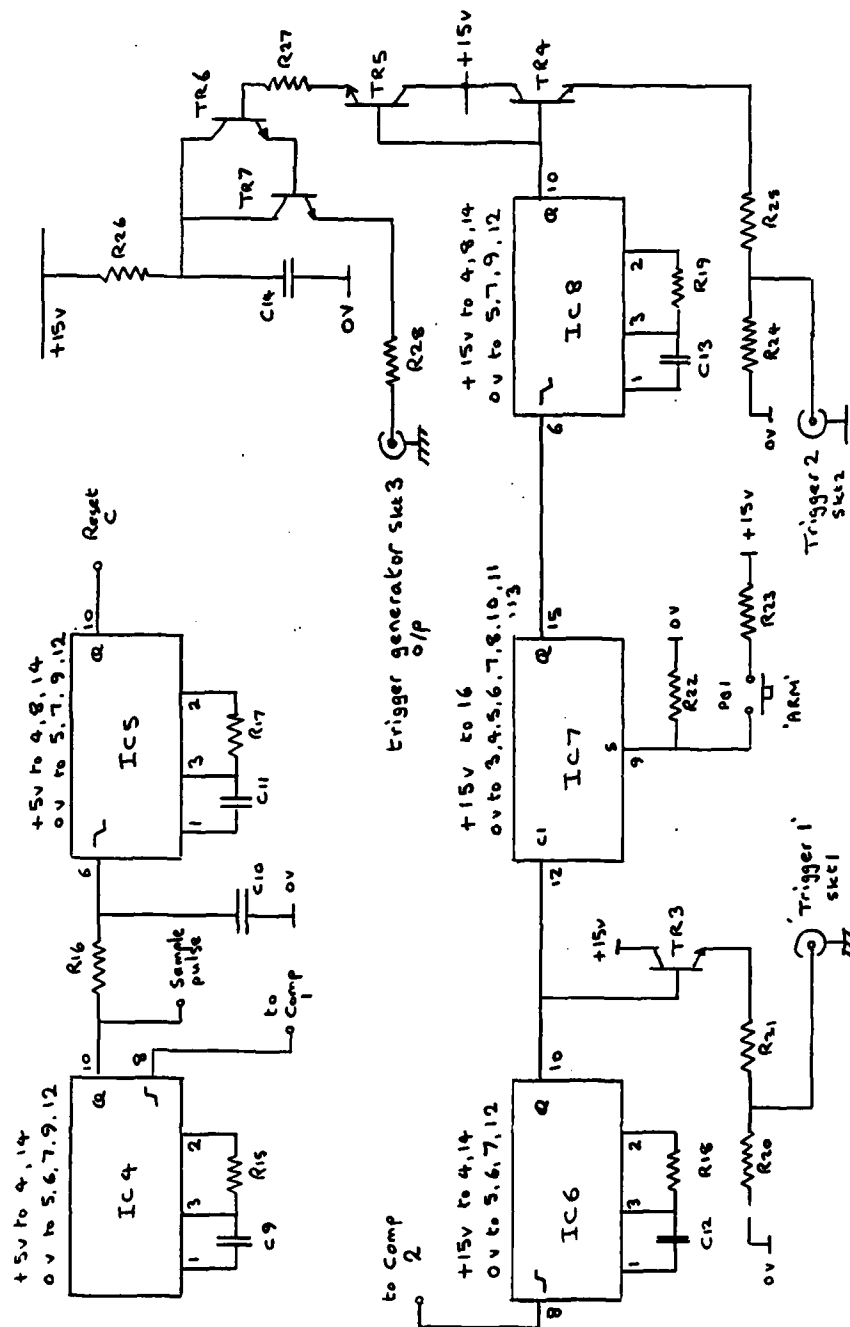 +5v to 4, 14
0v to 5,6,7,9,12
IC4
Q
10
8
1
3
2
C9
R15
Sample
pulse
to
Comp
1
R16
C10
0v
+5v to 4, 8, 14
0v to 5, 7, 9, 12
IC5
6
Q
10
1
3
2
C11
R17
Reset
C
+15v
R26
C14
0V
TR7
TR6
R27
TR5
+15v
TR4
R28
trigger generator skt3
o/p
to Comp
2
+15v to 4,14
0v to 5,6,7,12
IC6
8
Q
10
1
3
2
C12
R18
+15v
TR3
R21
R20
0v
'Trigger 1'
skt1
+15v to 16
0v to 3,4,5,6,7,8,10,11
,13
IC7
12
Cl
Q
15
S
9
R22
0V
PB1
'ARM'
R23
+15v
+15v to 4,8,14
0v to 5,7,9,12
IC8
6
Q
10
1
3
2
C13
R19
R25
R24
0v
Trigger 2
skt2